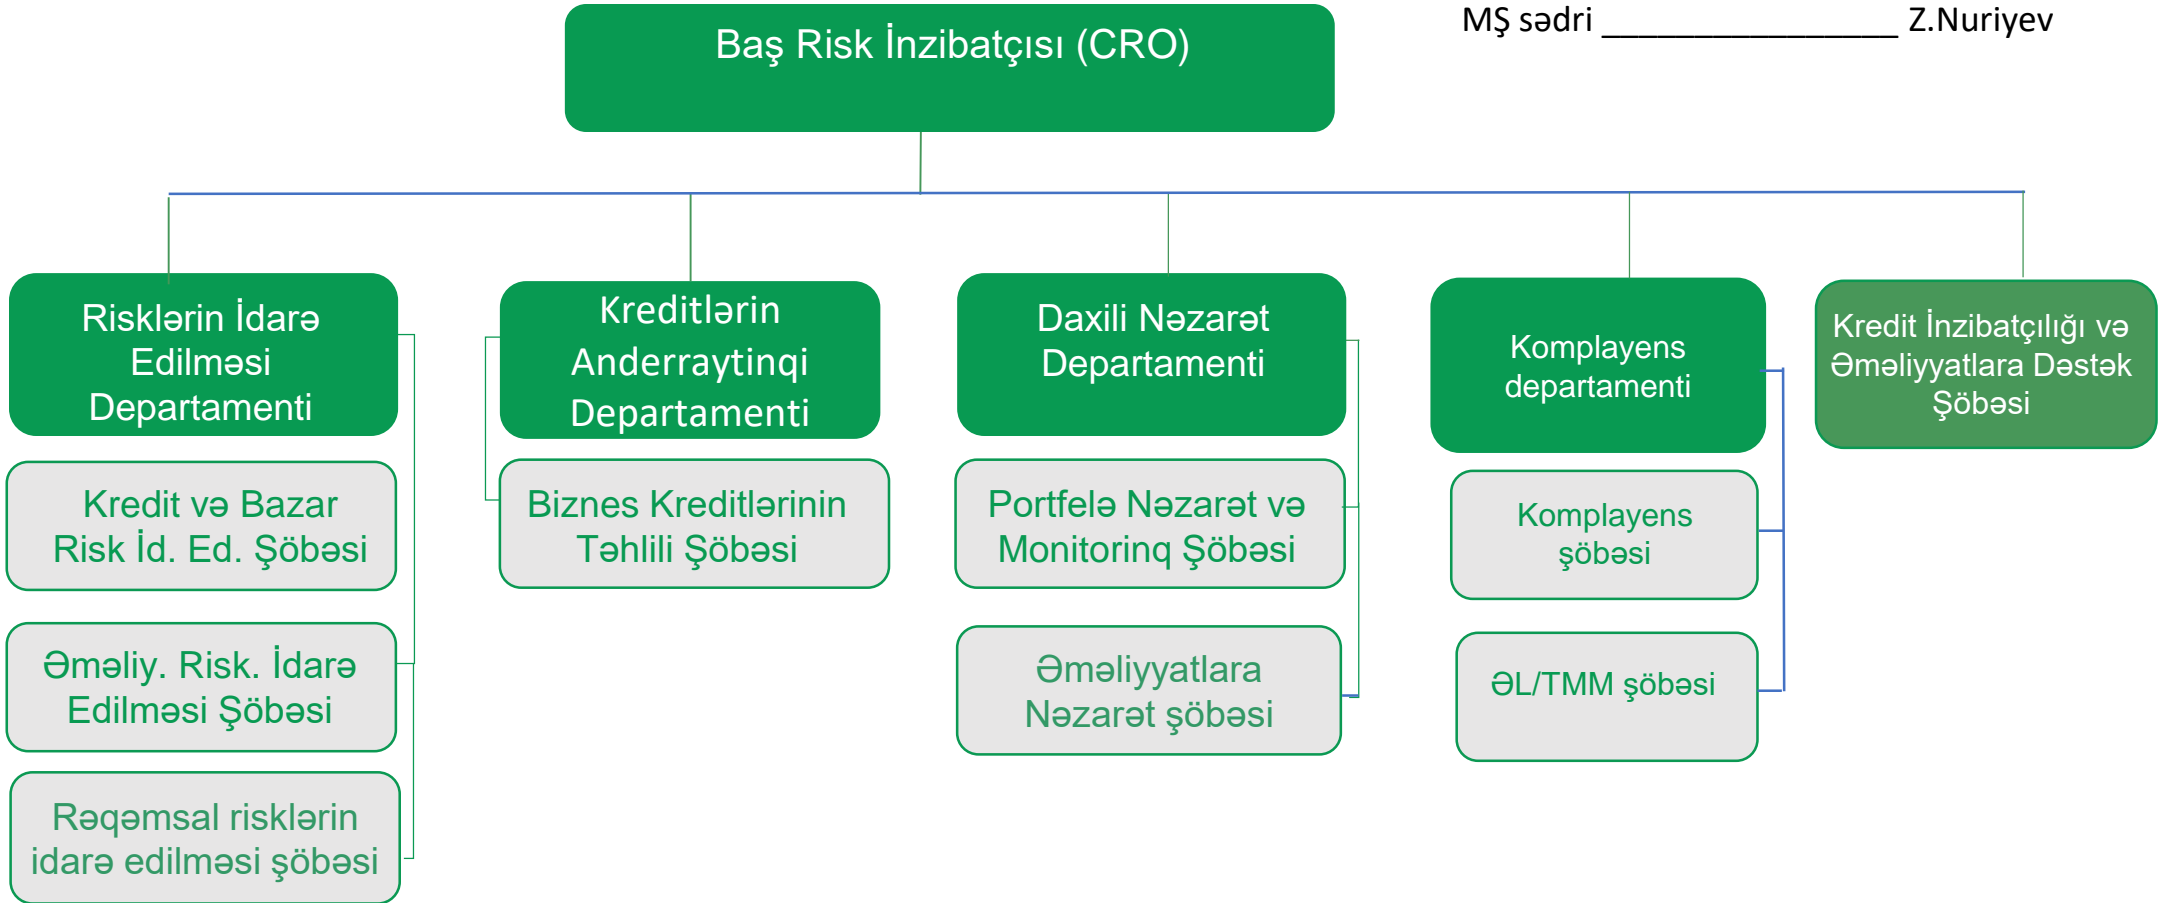 MŞ sədri ________________ Z.Nuriyev
Baş Risk İnzibatçısı (CRO)
Risklərin İdarə
Edilməsi
Departamenti
Kredit və Bazar
Risk İd. Ed. Şöbəsi
Əməliy. Risk. İdarə
Edilməsi Şöbəsi
Rəqəmsal risklərin
idarə edilməsi şöbəsi
Kreditlərin
Anderraytinqi
Departamenti
Biznes Kreditlərinin
Təhlili Şöbəsi
Daxili Nəzarət
Departamenti
Portfelə Nəzarət və
Monitorinq Şöbəsi
Əməliyyatlara
Nəzarət şöbəsi
Komplayens
departamenti
Komplayens
şöbəsi
ƏL/TMM şöbəsi
Kredit İnzibatçılığı və
Əməliyyatlara Dəstək
Şöbəsi